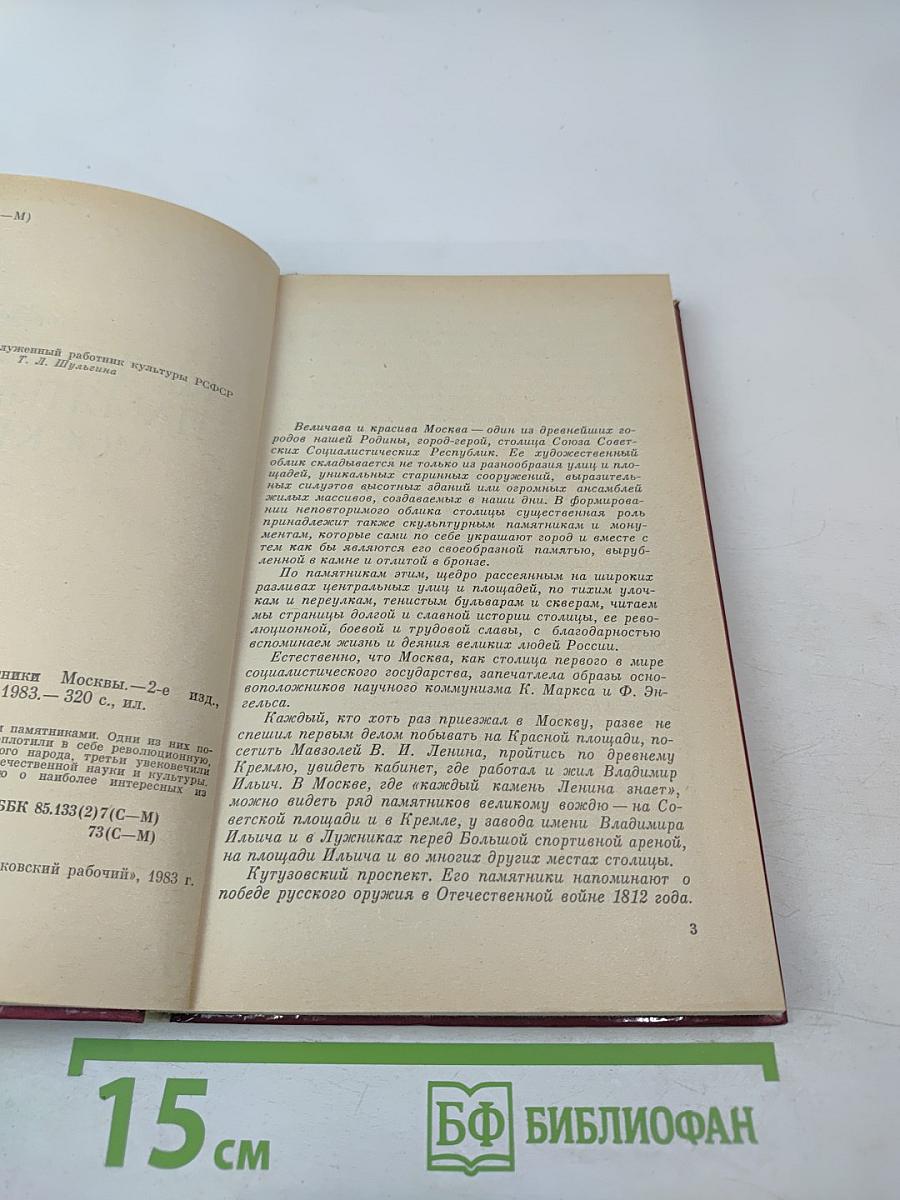 —М)
луженный работник культуры РСФСР
Т. Л. Шульгина
тники Москвы.—2-е изд.,
1983.— 320 с., ил.
и памятниками. Одни из них по-
оплотили в себе революционную,
ого народа, третьи увековечили
ечественной науки и культуры.
ю о наиболее интересных из
ББК 85.133(2)7(С—М)
73(С—М)
ковский рабочий», 1983 г.
Величава и красива Москва — один из древнейших го-
родов нашей Родины, город-герой, столица Союза Совет-
ских Социалистических Республик. Ее художественный
облик складывается не только из разнообразия улиц и пло-
щадей, уникальных старинных сооружений, выразитель-
ных силуэтов высотных зданий или огромных ансамблей
жилых массивов, создаваемых в наши дни. В формирова-
нии неповторимого облика столицы существенная роль
принадлежит также скульптурным памятникам и мону-
ментам, которые сами по себе украшают город и вместе с
тем как бы являются его своеобразной памятью, выруб-
ленной в камне и отлитой в бронзе.
По памятникам этим, щедро рассеянным на широких
разливах центральных улиц и площадей, по тихим улоч-
кам и переулкам, тенистым бульварам и скверам, читаем
мы страницы долгой и славной истории столицы, ее рево-
люционной, боевой и трудовой славы, с благодарностью
вспоминаем жизнь и деяния великих людей России.
Естественно, что Москва, как столица первого в мире
социалистического государства, запечатлела образы осно-
воположников научного коммунизма К. Маркса и Ф. Эн-
гельса.
Каждый, кто хоть раз приезжал в Москву, разве не
спешил первым делом побывать на Красной площади, по-
сетить Мавзолей В. И. Ленина, пройтись по древнему
Кремлю, увидеть кабинет, где работал и жил Владимир
Ильич. В Москве, где «каждый камень Ленина знает»,
можно видеть ряд памятников великому вождю — на Со-
ветской площади и в Кремле, у завода имени Владимира
Ильича и в Лужниках перед Большой спортивной ареной,
на площади Ильича и во многих других местах столицы.
Кутузовский проспект. Его памятники напоминают о
победе русского оружия в Отечественной войне 1812 года.
3
15 см
БФ БИБЛИОФАН